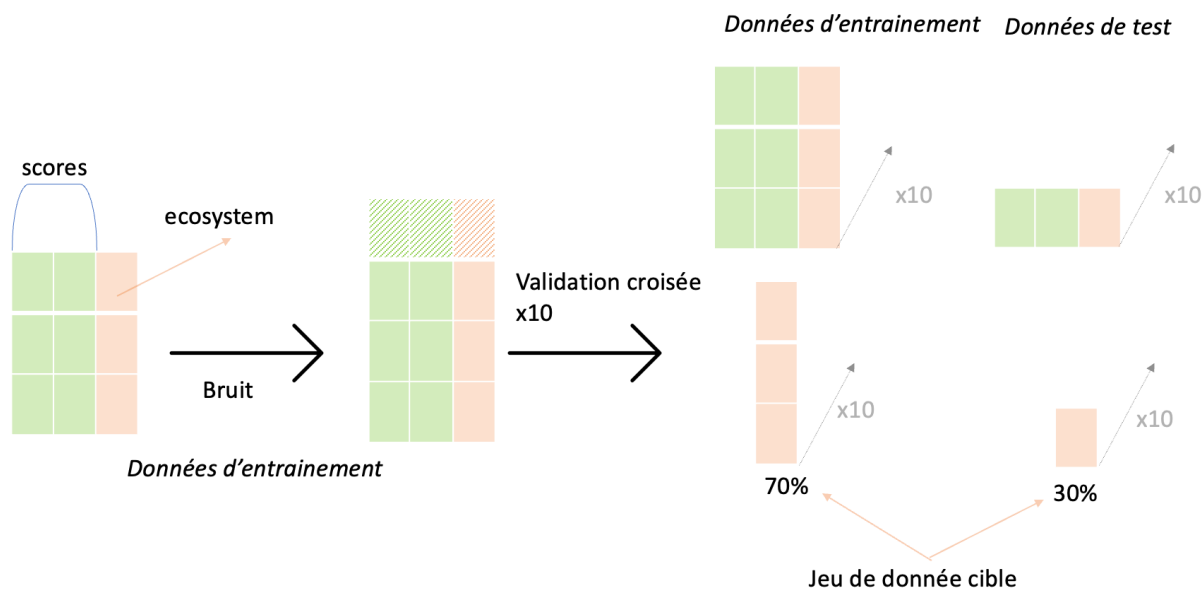 Données d'entrainement
Données de test
scores
ecosystem
x10
x10
Validation croisée
x10
Bruit
x10
x10
Données d'entrainement
70%
30%
Jeu de donnée cible